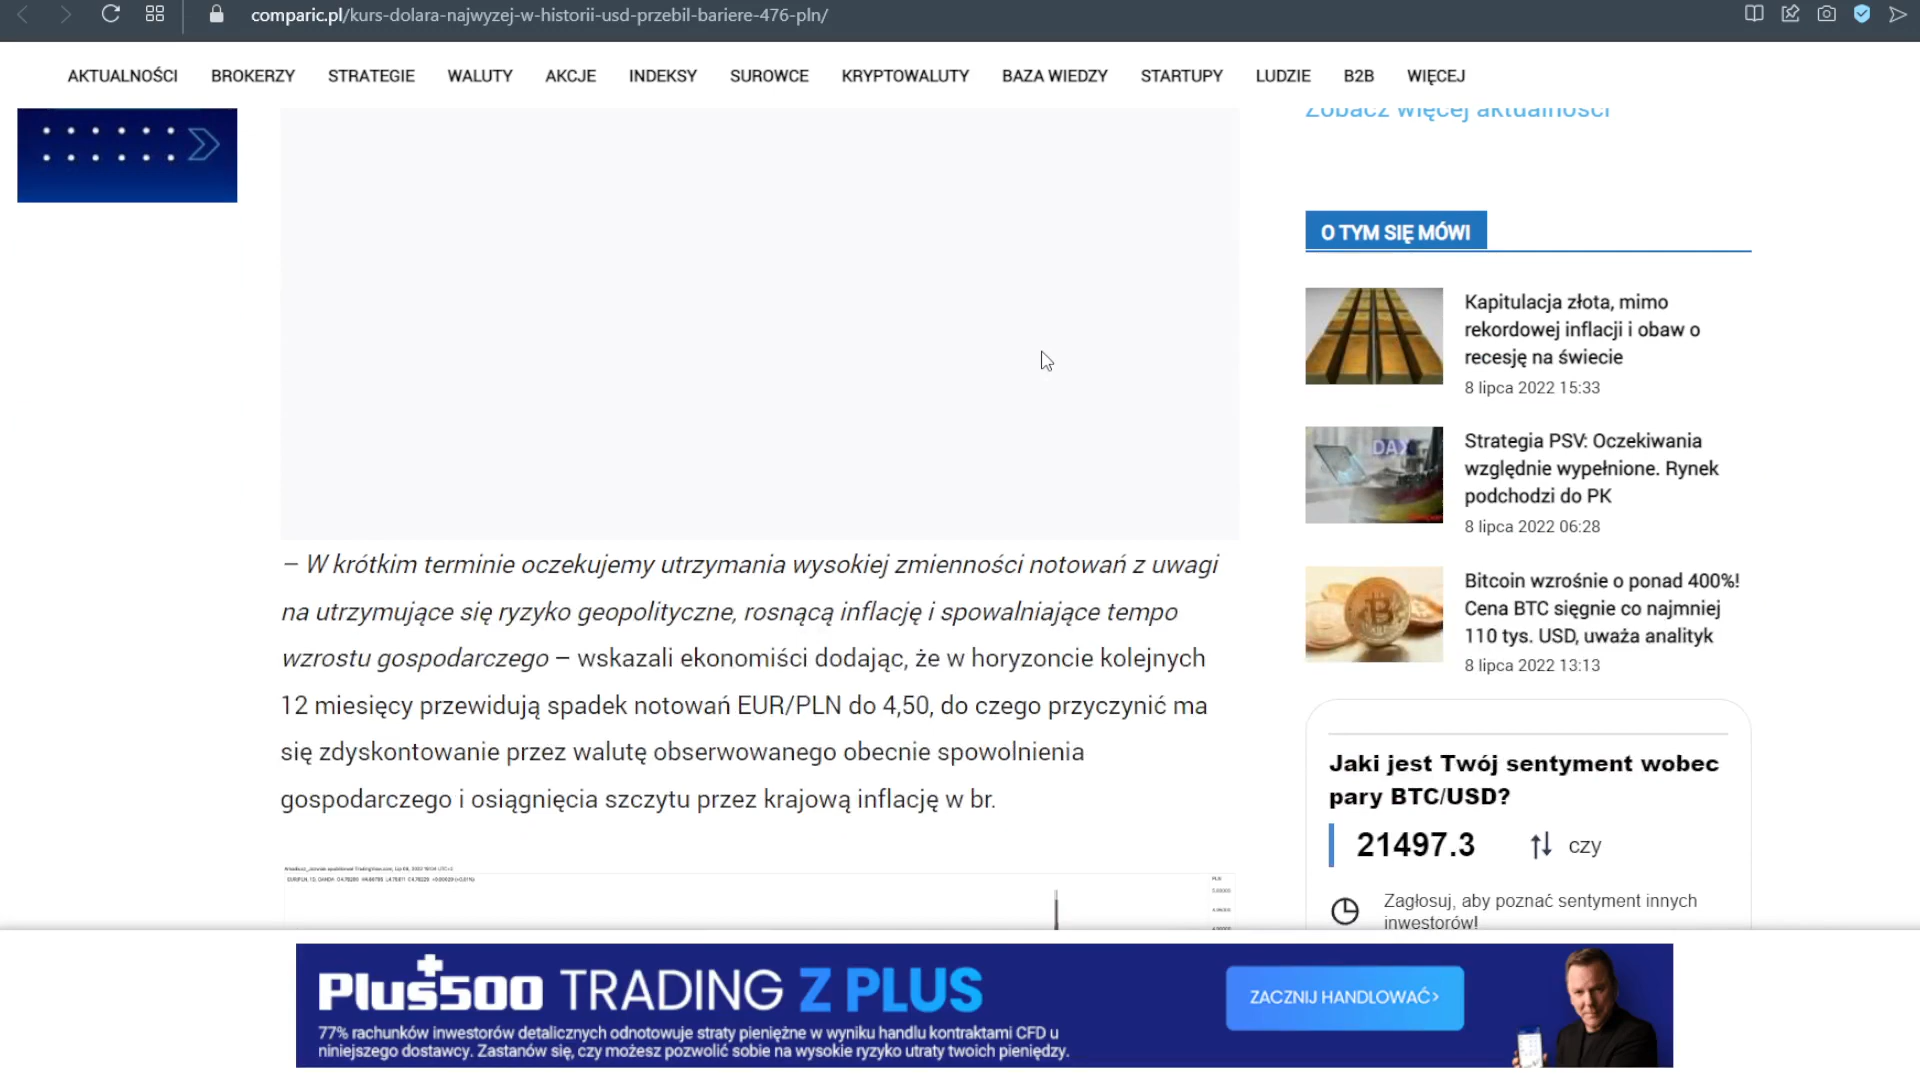 comparic.pl/kurs-dolara-najwyzej-w-historii-usd-przebil-bariere-476-pln/
AKTUALNOŚCI BROKERZY STRATEGIE WALUTY AKCJE INDEKSY SUROWCE KRYPTOWALUTY BAZA WIEDZY STARTUPY LUDZIE B2B WIĘCEJ
Zobacz więcej aktualności
O TYM SIĘ MÓWI
Kapitulacja złota, mimo
rekordowej inflacji i obaw o
recesję na świecie
8 lipca 2022 15:33
DAX
Strategia PSV: Oczekiwania
względnie wypełnione. Rynek
podchodzi do PK
8 lipca 2022 06:28
Bitcoin wzrośnie o ponad 400%!
Cena BTC sięgnie co najmniej
110 tys. USD, uważa analityk
8 lipca 2022 13:13
– W krótkim terminie oczekujemy utrzymania wysokiej zmienności notowań z uwagi
na utrzymujące się ryzyko geopolityczne, rosnącą inflację i spowalniające tempo
wzrostu gospodarczego – wskazali ekonomiści dodając, że w horyzoncie kolejnych
12 miesięcy przewidują spadek notowań EUR/PLN do 4,50, do czego przyczynić ma
się zdyskontowanie przez walutę obserwowanego obecnie spowolnienia
gospodarczego i osiągnięcia szczytu przez krajową inflację w br.
Jaki jest Twój sentyment wobec
pary BTC/USD?
21497.3 czy
Zagłosuj, aby poznać sentyment innych
inwestorów!
PLN
Plus500 TRADING Z PLUS
77% rachunków inwestorów detalicznych odnotowuje straty pieniężne w wyniku handlu kontraktami CFD u
niniejszego dostawcy. Zastanów się, czy możesz pozwolić sobie na wysokie ryzyko utraty twoich pieniędzy.
ZACZNIJ HANDLOWAĆ>